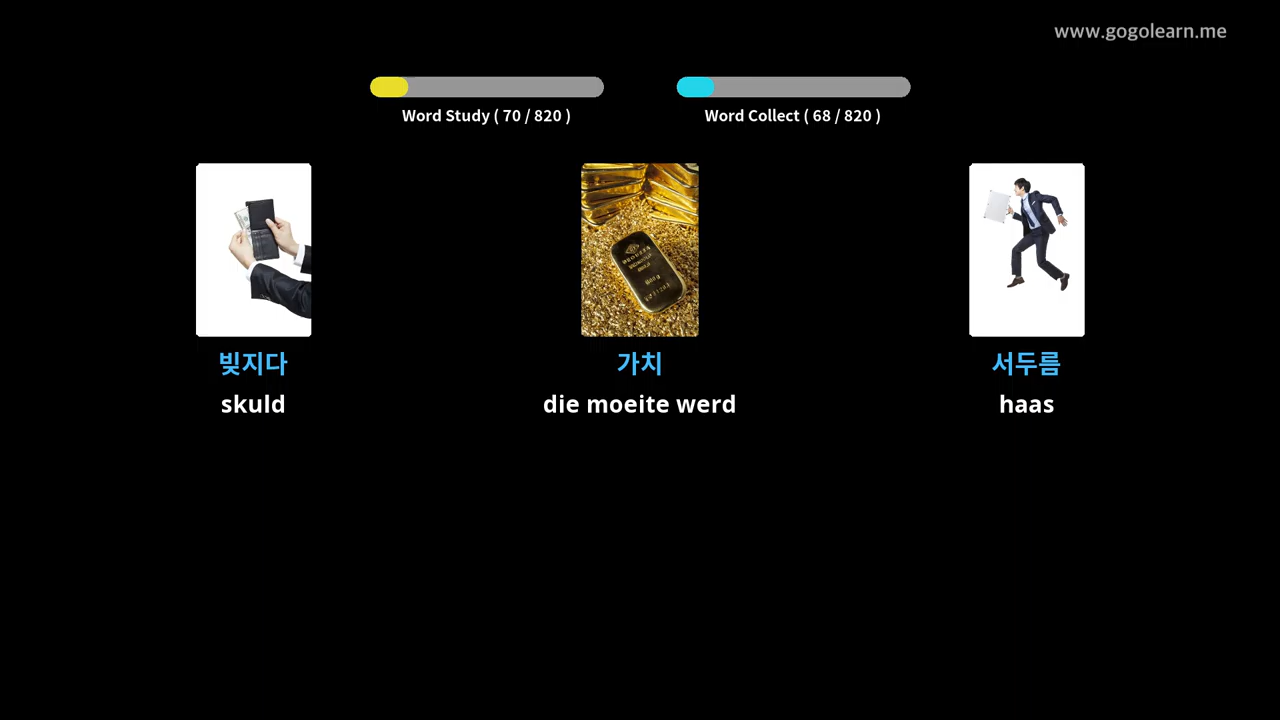 www.gogolearn.me
Word Study ( 70 / 820 )
Word Collect ( 68 / 820 )
빚지다
가치
서두름
skuld
die moeite werd
haas